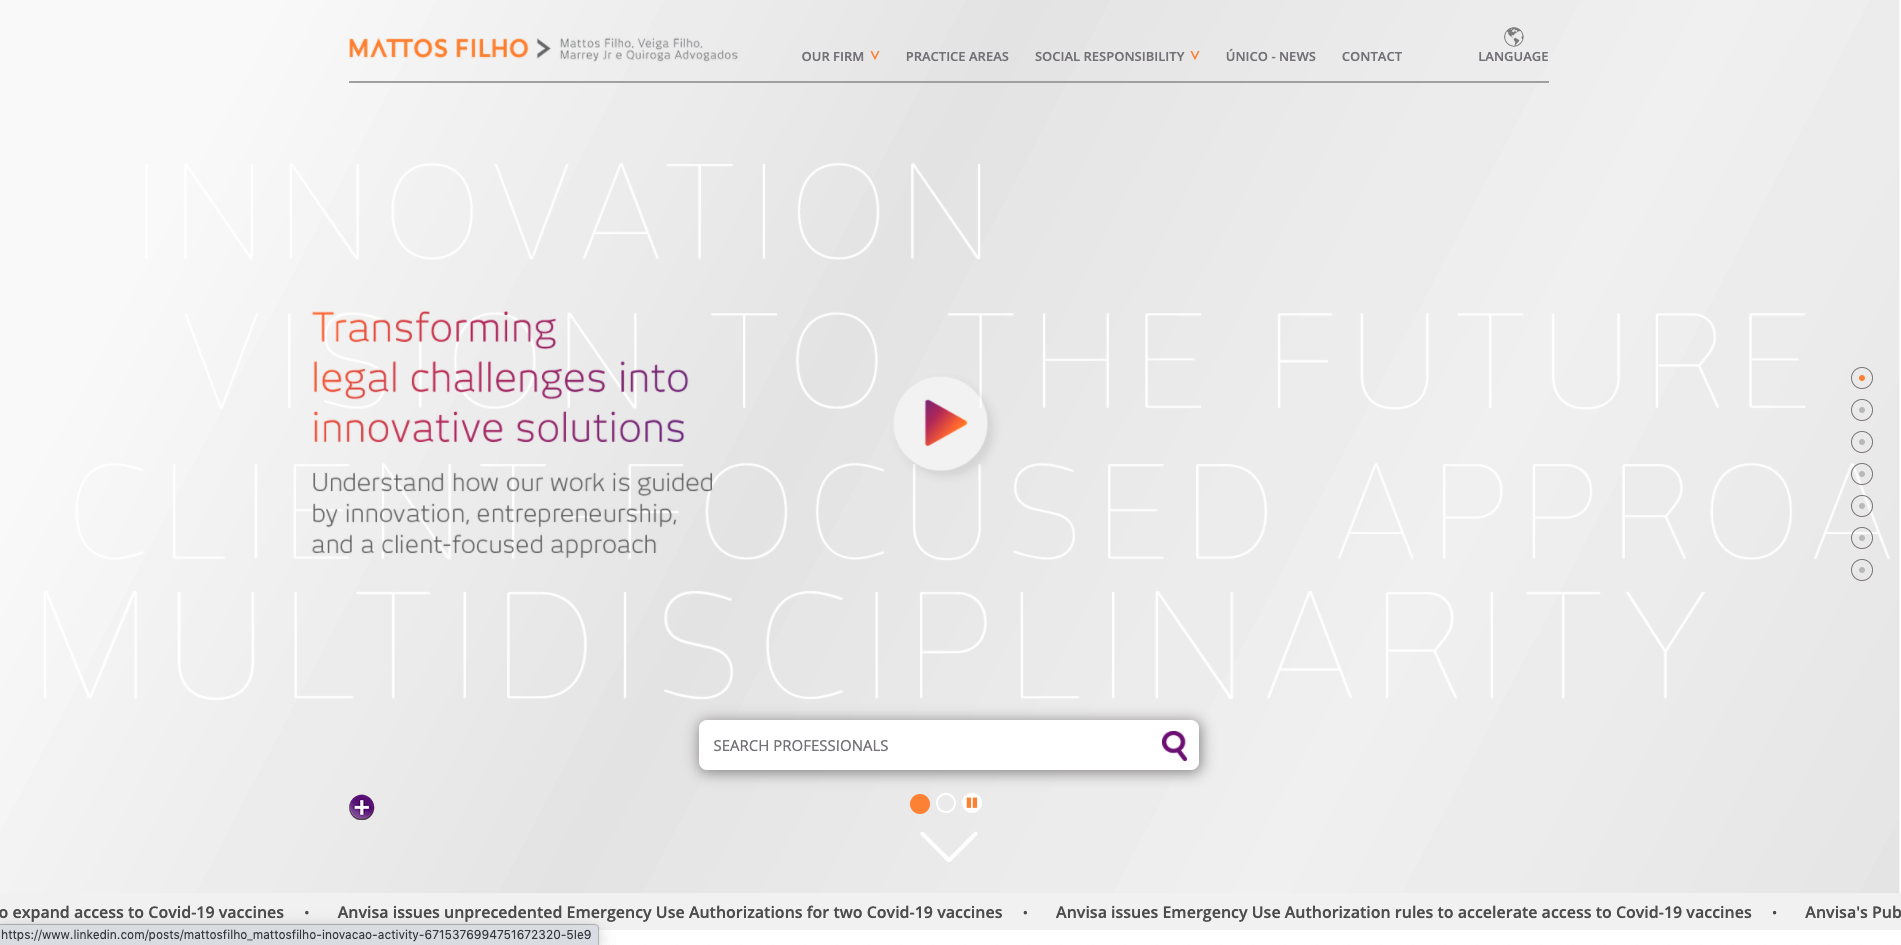 MATTOS FILHO > Mattos Filho, Veiga Filho,
Marrey Jr e Quiroga Advogados
OUR FIRM
PRACTICE AREAS
SOCIAL RESPONSIBILITY
ÚNICO - NEWS
CONTACT
LANGUAGE
INNOVATION
VISION TO THE FUTURE
CLIENT-FOCUSED APPROA
MULTIDISCIPLINARITY
Transforming
legal challenges into
innovative solutions
Understand how our work is guided
by innovation, entrepreneurship,
and a client-focused approach
SEARCH PROFESSIONALS
o expand access to Covid-19 vaccines • Anvisa issues unprecedented Emergency Use Authorizations for two Covid-19 vaccines • Anvisa issues Emergency Use Authorization rules to accelerate access to Covid-19 vaccines • Anvisa's Pub
https://www.linkedin.com/posts/mattosfilho_mattosfilho-inovacao-activity-6715376994751672320-5Ie9